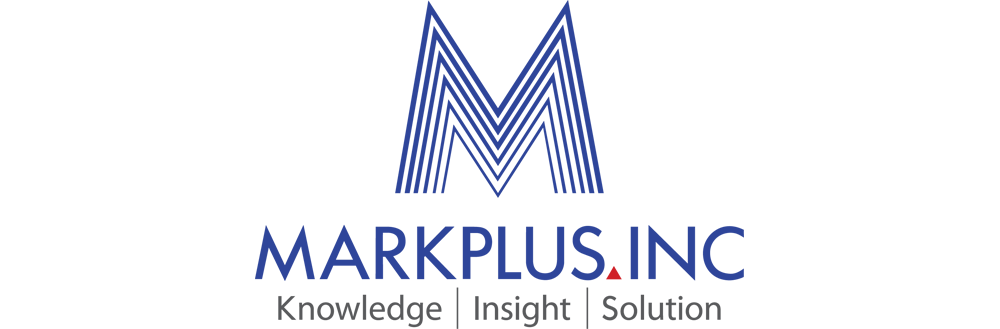 MARKPLUS.INC
Knowledge | Insight | Solution